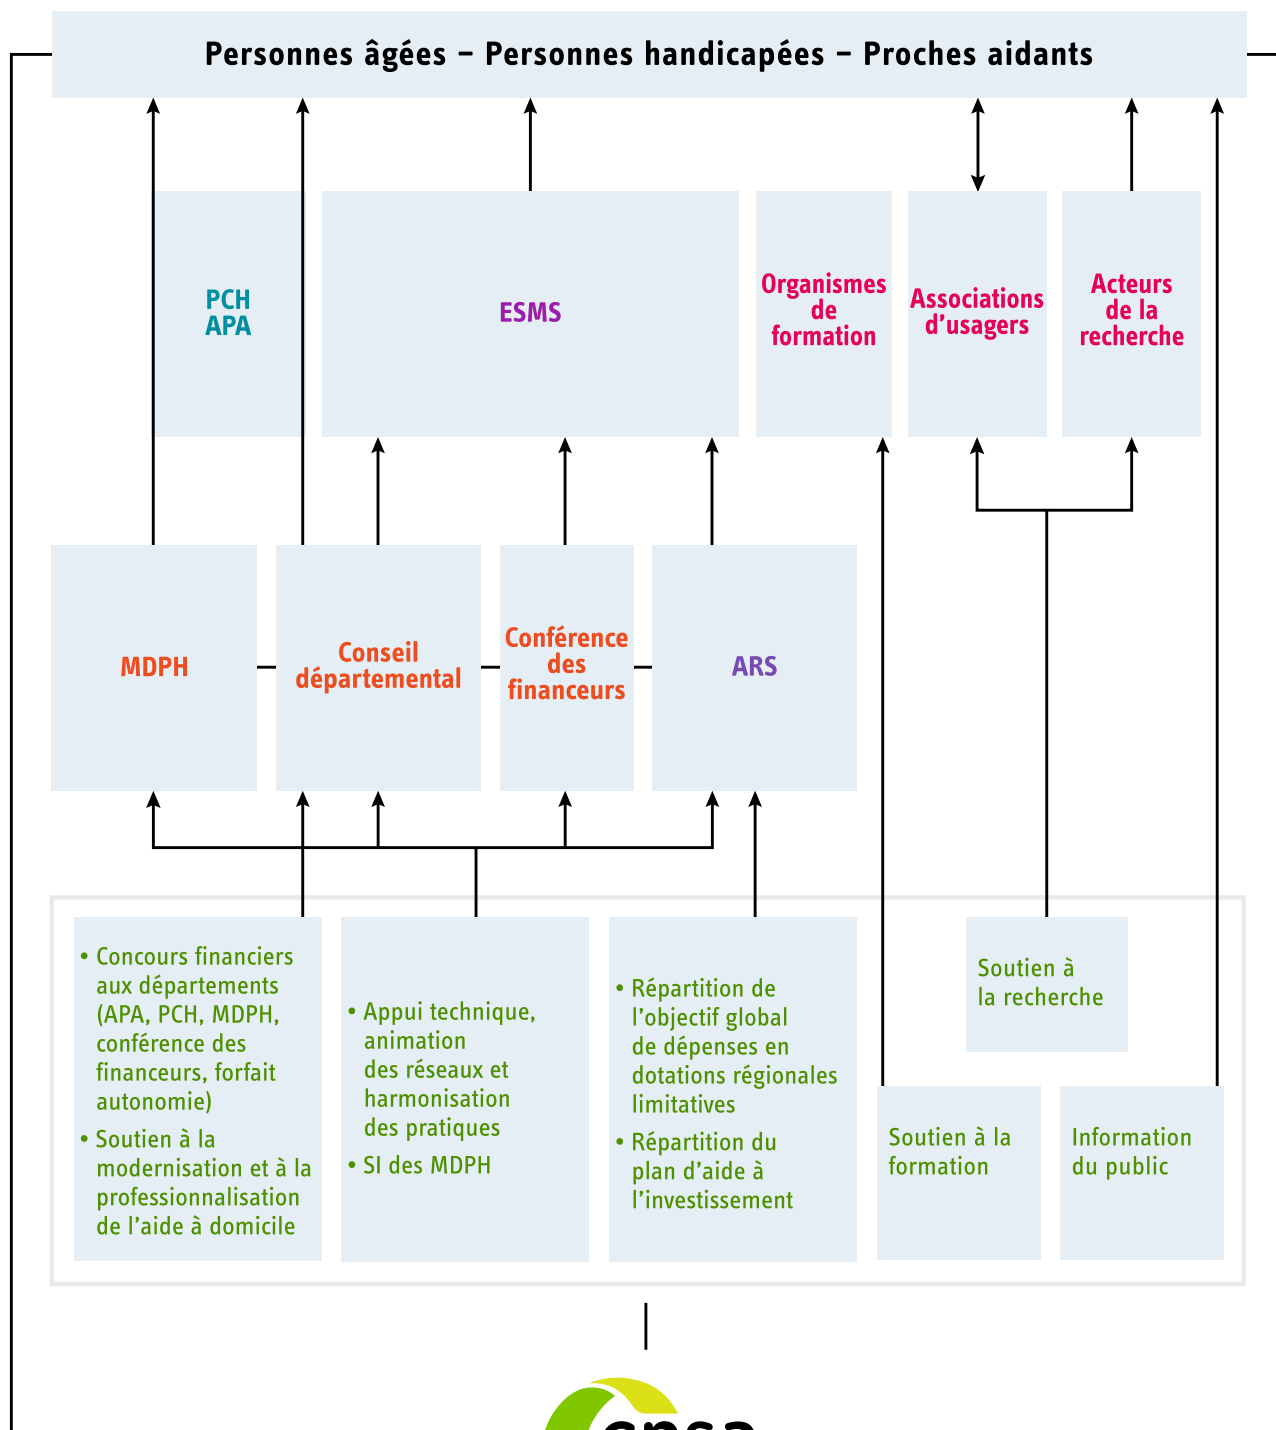 Personnes âgées – Personnes handicapées – Proches aidants
PCH
APA
ESMS
Organismes
de
formation
Associations
d’usagers
Acteurs
de la
recherche
MDPH
Conseil
départemental
Conférence
des
financeurs
ARS
• Concours financiers
aux départements
(APA, PCH, MDPH,
conférence des
financeurs, forfait
autonomie)
• Soutien à la
modernisation et à la
professionnalisation
de l’aide à domicile
• Appui technique,
animation
des réseaux et
harmonisation
des pratiques
• SI des MDPH
• Répartition de
l’objectif global
de dépenses en
dotations régionales
limitatives
• Répartition du
plan d’aide à
l’investissement
Soutien à
la recherche
Soutien à la
formation
Information
du public
cnsa